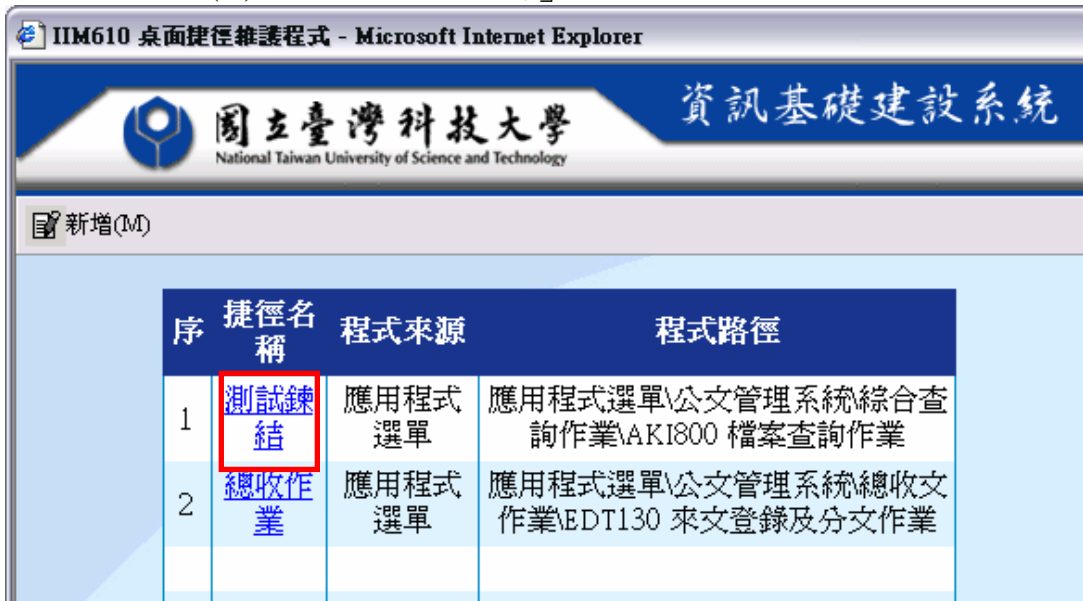 IIM610 桌面捷徑維護程式 - Microsoft Internet Explorer
國立臺灣科技大學
National Taiwan University of Science and Technology
資訊基礎建設系統
新增(M)
序 捷徑名稱 程式來源 程式路徑
1 測試鍊結 應用程式選單 應用程式選單\公文管理系統\綜合查詢作業\AKI800 檔案查詢作業
2 總收作業 應用程式選單 應用程式選單\公文管理系統\總收文作業\EDT130 來文登錄及分文作業